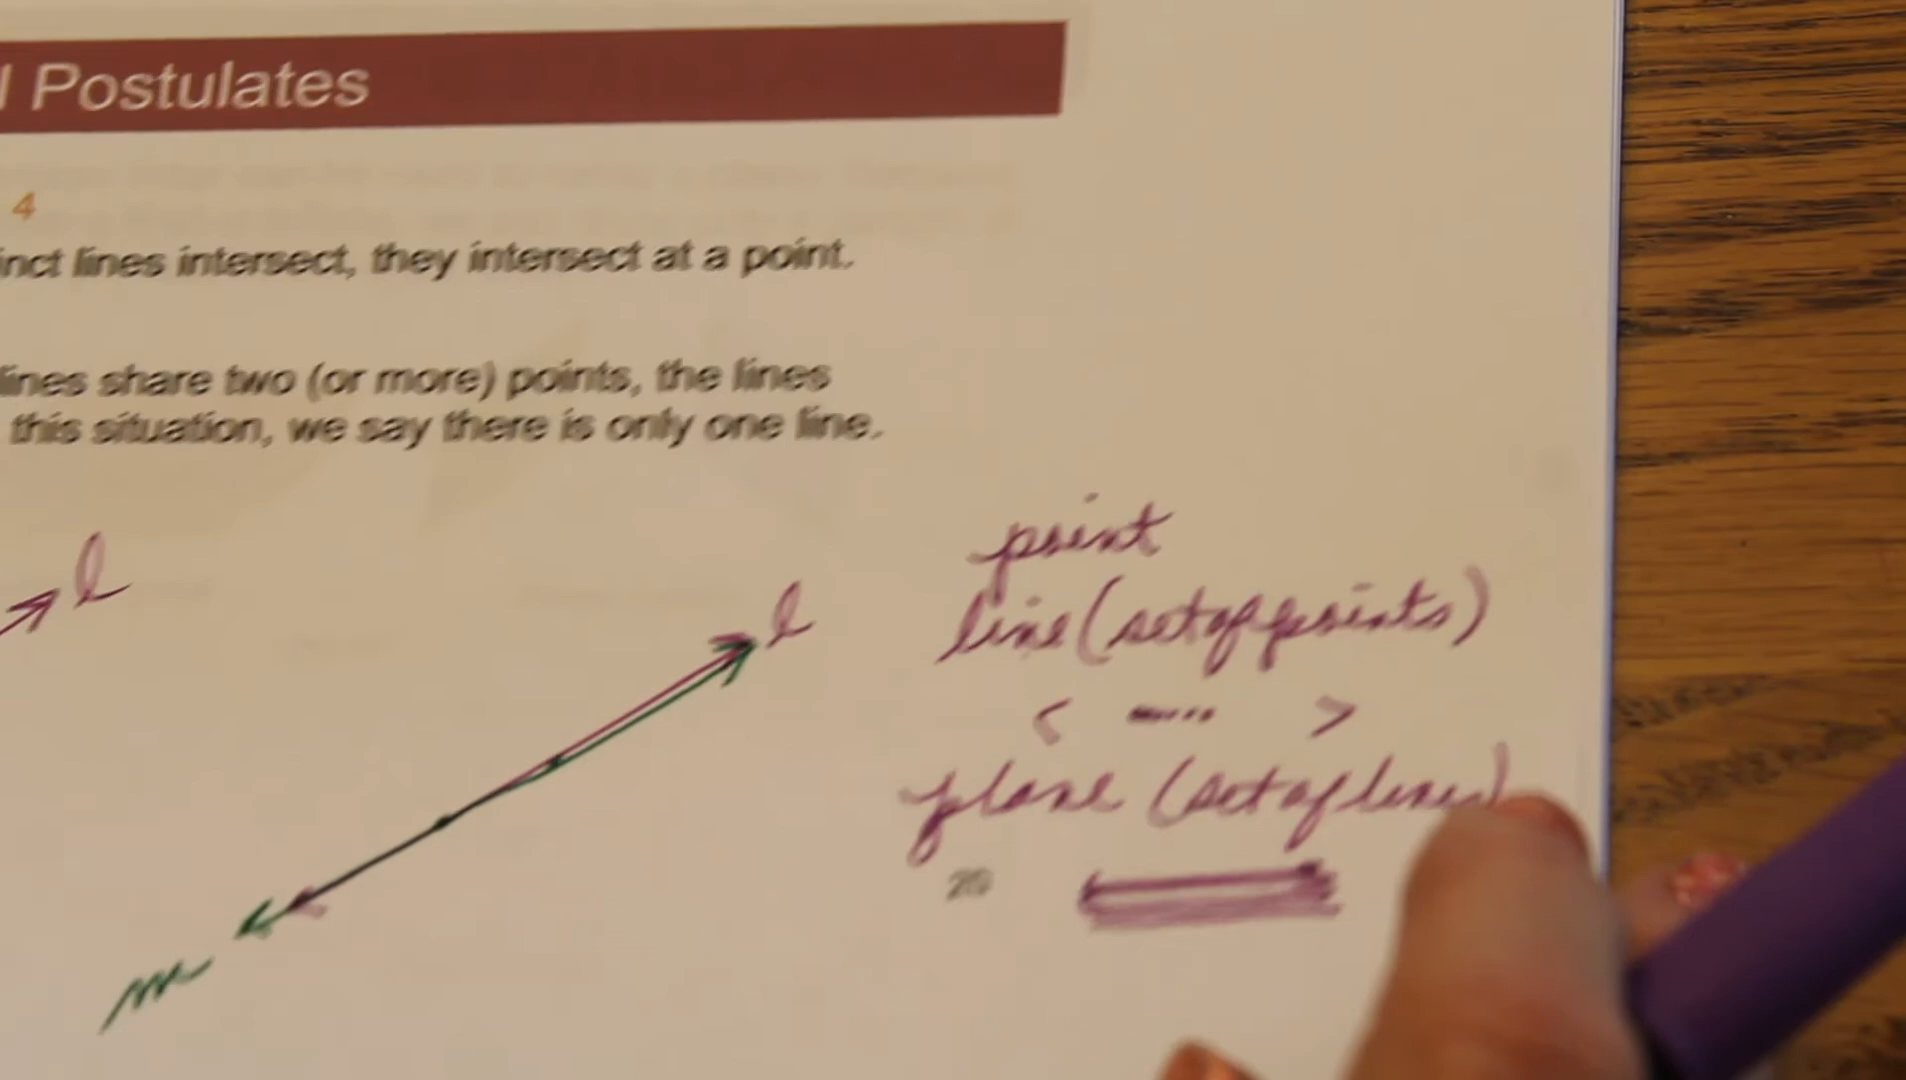 l Postulates
4
inct lines intersect, they intersect at a point.
lines share two (or more) points, the lines
this situation, we say there is only one line.
l
l
m
point
line (set of points)
plane (set of lines)
20